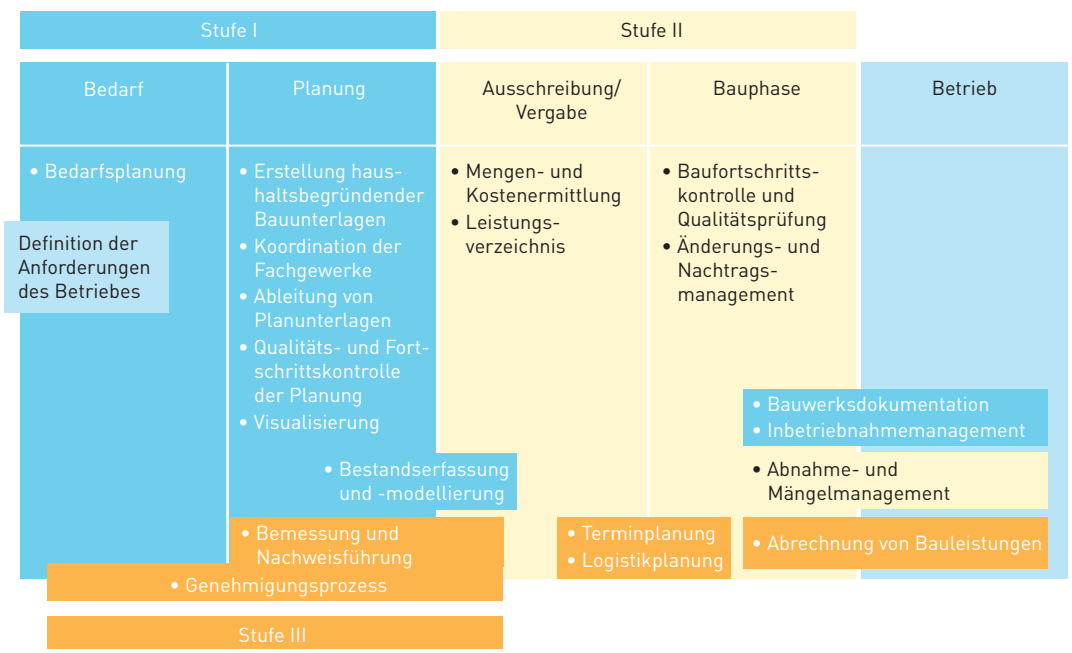 Stufe I
Stufe II
Bedarf
Planung
Ausschreibung/
Vergabe
Bauphase
Betrieb
• Bedarfsplanung
Definition der
Anforderungen
des Betriebes
• Erstellung haus-
haltsbegründender
Bauunterlagen
• Koordination der
Fachgewerke
• Ableitung von
Planunterlagen
• Qualitäts- und Fort-
schrittskontrolle
der Planung
• Visualisierung
• Mengen- und
Kostenermittlung
• Leistungs-
verzeichnis
• Baufortschritts-
kontrolle und
Qualitätsprüfung
• Änderungs- und
Nachtrags-
management
• Bauwerksdokumentation
• Inbetriebnahmemanagement
• Bestandserfassung
und -modellierung
• Abnahme- und
Mängelmanagement
• Bemessung und
Nachweisführung
• Terminplanung
• Logistikplanung
• Abrechnung von Bauleistungen
• Genehmigungsprozess
Stufe III